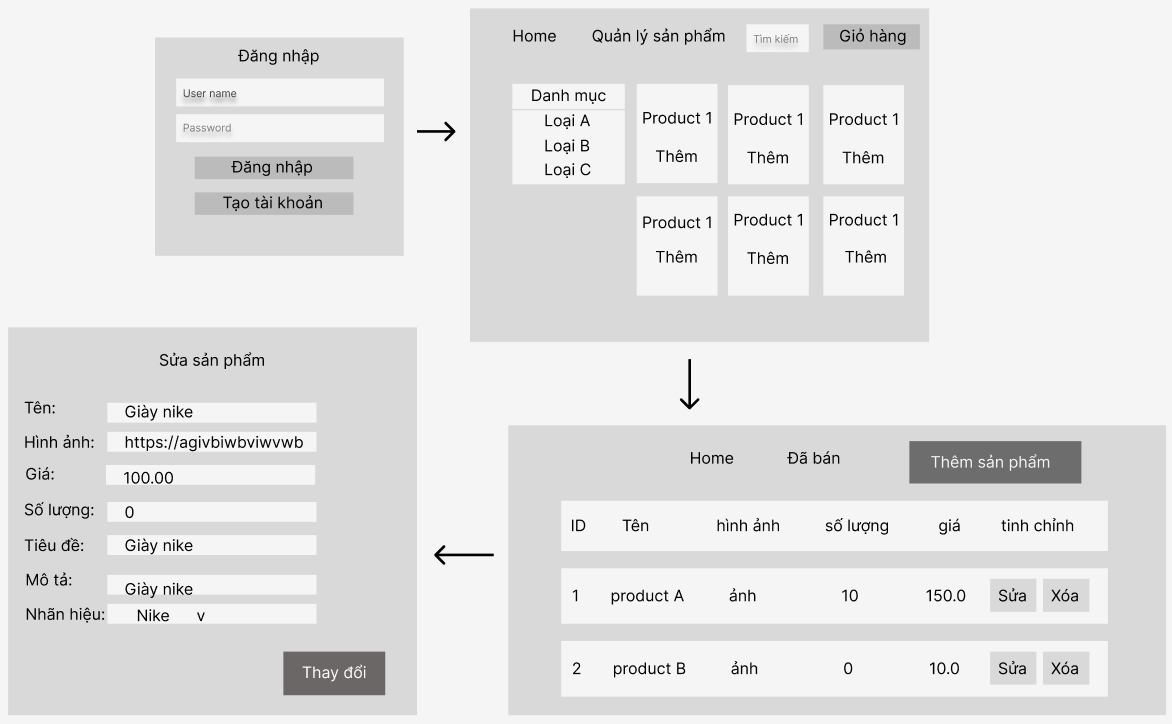 Đăng nhập
User name
Password
Đăng nhập
Tạo tài khoản
Home Quản lý sản phẩm Tìm kiếm Giỏ hàng
Danh mục
Loại A
Loại B
Loại C
Product 1 Product 1 Product 1
Thêm Thêm Thêm
Product 1 Product 1 Product 1
Thêm Thêm Thêm
Sửa sản phẩm
Tên: Giày nike
Hình ảnh: https://agivbiwbviwvwb
Giá: 100.00
Số lượng: 0
Tiêu đề: Giày nike
Mô tả: Giày nike
Nhãn hiệu: Nike v
Thay đổi
Home Đã bán Thêm sản phẩm
ID Tên hình ảnh số lượng giá tinh chỉnh
1 product A ảnh 10 150.0 Sửa Xóa
2 product B ảnh 0 10.0 Sửa Xóa